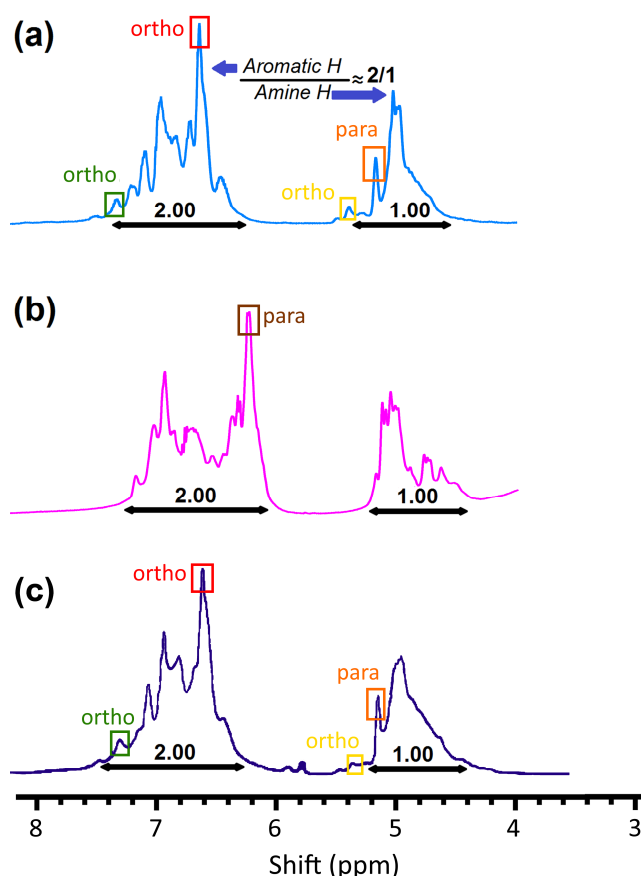 (a)
ortho
Aromatic H
Amine H
≈ 2/1
para
ortho
ortho
2.00
1.00
(b)
para
2.00
1.00
(c)
ortho
para
ortho
ortho
2.00
1.00
8 7 6 5 4 3
Shift (ppm)